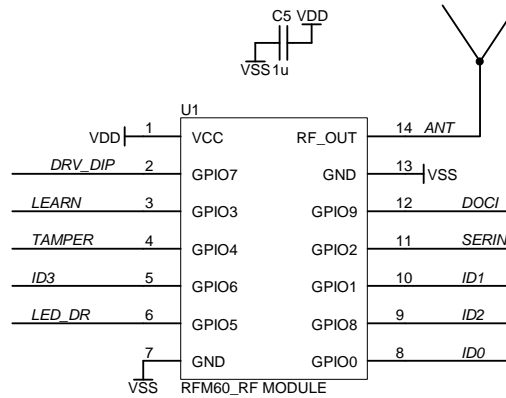 C5 VDD
VSS 1u
U1
VDD 1 VCC RF_OUT 14 ANT
DRV_DIP 2 GPIO7 GND 13 VSS
LEARN 3 GPIO3 GPIO9 12 DOCI
TAMPER 4 GPIO4 GPIO2 11 SERIN
ID3 5 GPIO6 GPIO1 10 ID1
LED_DR 6 GPIO5 GPIO8 9 ID2
7 GND GPIO0 8 ID0
VSS RFM60_RF MODULE